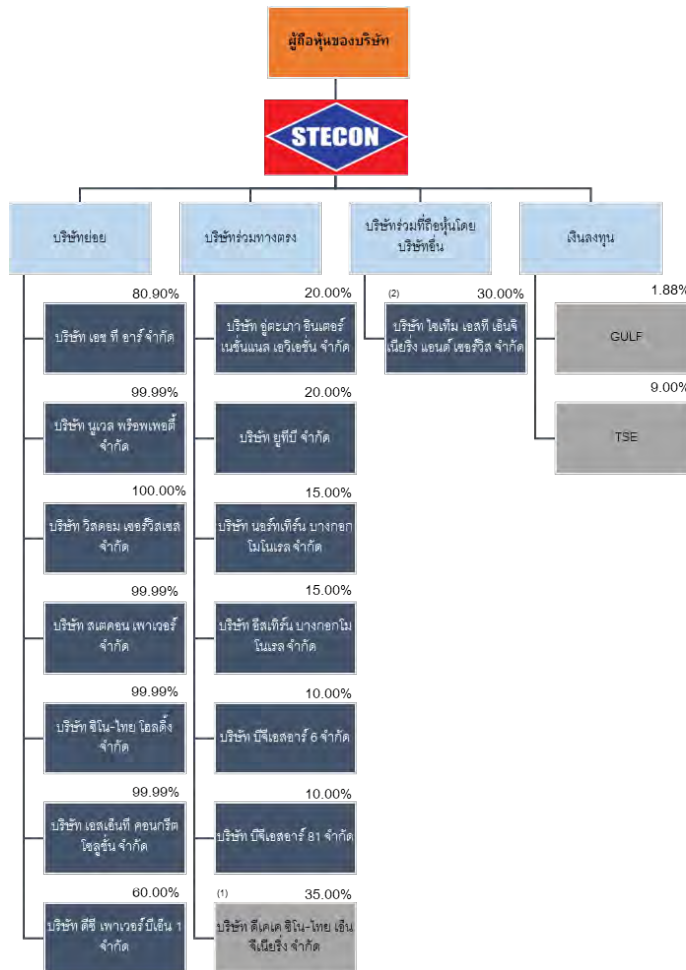 ผู้ถือหุ้นของบริษัท
STECON
บริษัทย่อย
80.90%
บริษัท เอช ที อาร์ จำกัด
99.99%
บริษัท นูเวล พร็อพเพอตี้
จำกัด
100.00%
บริษัท วิสดอม เซอร์วิสเซส
จำกัด
99.99%
บริษัท สเตคอน เพาเวอร์
จำกัด
99.99%
บริษัท ซิโน-ไทย โฮลดิ้ง
จำกัด
99.99%
บริษัท เอสเอ็นที คอนกรีต
โซลูชั่น จำกัด
60.00%
บริษัท ดีซี เพาเวอร์ บีเอ็น 1
จำกัด
บริษัทร่วมทางตรง
20.00%
บริษัท อู่ตะเภา อินเตอร์
เนชั่นแนล เอวิเอชั่น จำกัด
20.00%
บริษัท ยูทีบี จำกัด
15.00%
บริษัท นอร์ทเทิร์น บางกอก
โมโนเรล จำกัด
15.00%
บริษัท อีสเทิร์น บางกอกโม
โนเรล จำกัด
10.00%
บริษัท บีจีเอสอาร์ 6 จำกัด
10.00%
บริษัท บีจีเอสอาร์ 81 จำกัด
(1) 35.00%
บริษัท ดีเคเค ซิโน-ไทย เอ็น
จีเนียริ่ง จำกัด
บริษัทร่วมที่ถือหุ้นโดย
บริษัทอื่น
(2) 30.00%
บริษัท ไซเท็ม เอสที เอ็นจิ
เนียริ่ง แอนด์ เซอร์วิส จำกัด
เงินลงทุน
1.88%
GULF
9.00%
TSE